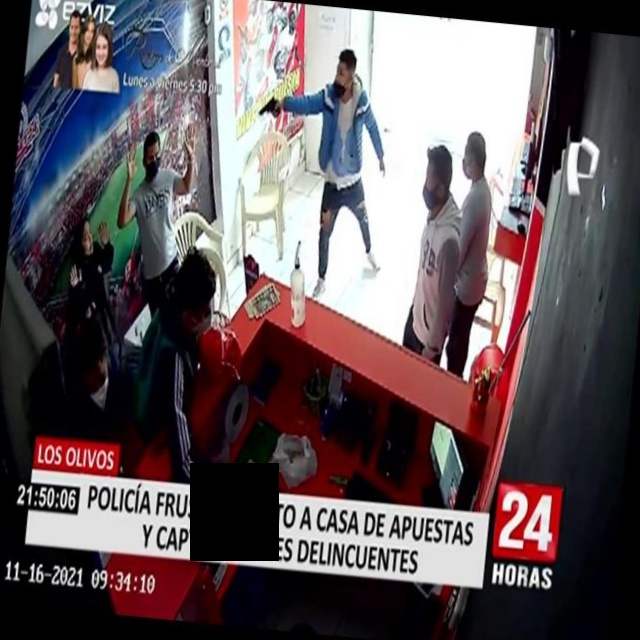 EZVIZ
Lunes a viernes 5:30 pm
LOS OLIVOS
21:50:06
POLICÍA FRUS TO A CASA DE APUESTAS
Y CAP ES DELINCUENTES
24
HORAS
11-16-2021 09:34:10